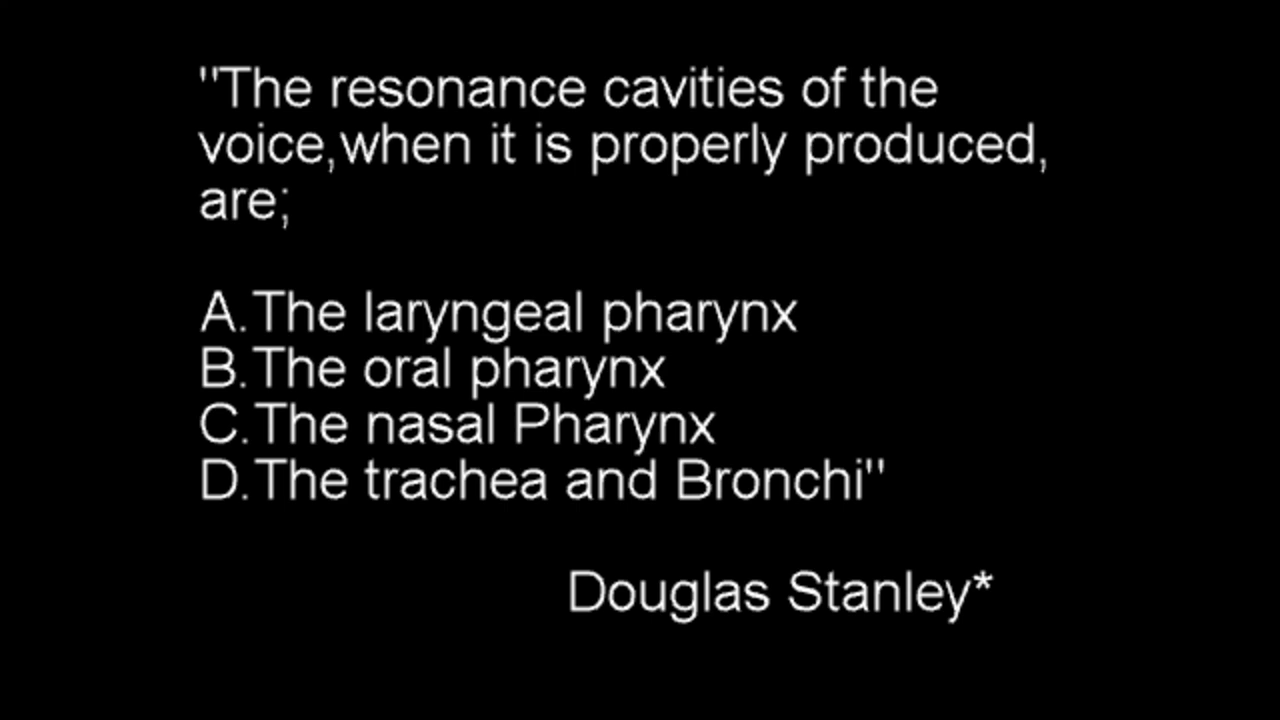 "The resonance cavities of the
voice,when it is properly produced,
are;
A.The laryngeal pharynx
B.The oral pharynx
C.The nasal Pharynx
D.The trachea and Bronchi"
Douglas Stanley*